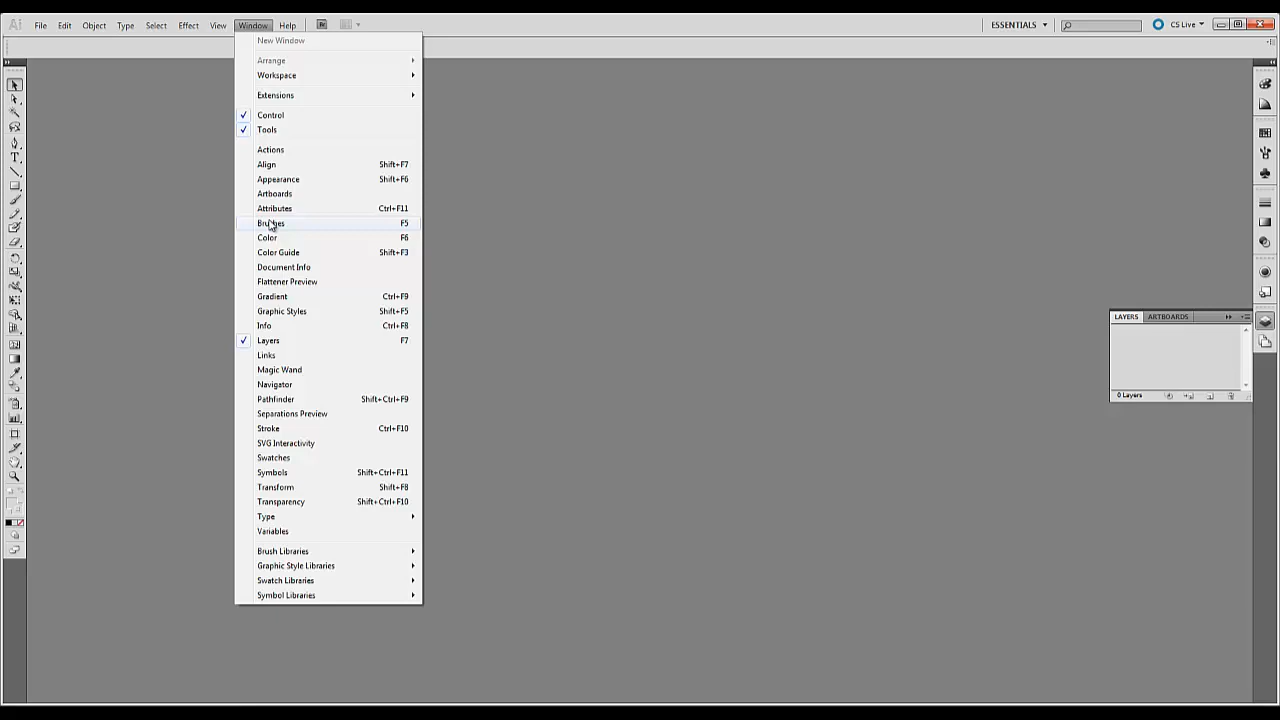 Ai File Edit Object Type Select Effect View Window Help Br ESSENTIALS CS Live
New Window
Arrange
Workspace
Extensions
Control
Tools
Actions
Align Shift+F7
Appearance Shift+F6
Artboards
Attributes Ctrl+F11
Brushes F5
Color F6
Color Guide Shift+F3
Document Info
Flattener Preview
Gradient Ctrl+F9
Graphic Styles Shift+F5
Info Ctrl+F8
Layers F7
Links
Magic Wand
Navigator
Pathfinder Shift+Ctrl+F9
Separations Preview
Stroke Ctrl+F10
SVG Interactivity
Swatches
Symbols Shift+Ctrl+F11
Transform Shift+F8
Transparency Shift+Ctrl+F10
Type
Variables
Brush Libraries
Graphic Style Libraries
Swatch Libraries
Symbol Libraries
LAYERS ARTBOARDS
0 Layers